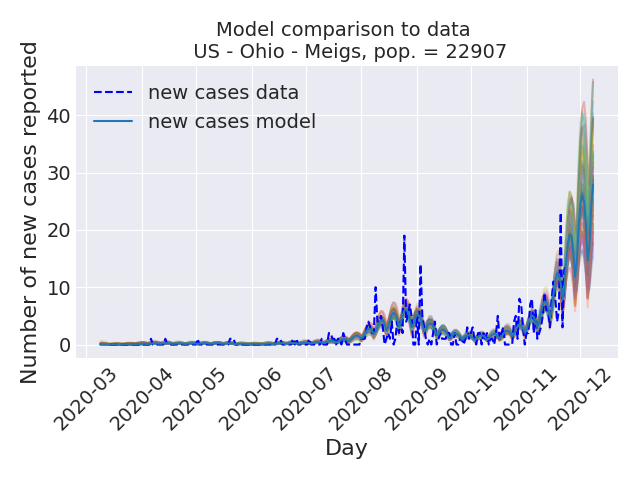 Model comparison to data
US - Ohio - Meigs, pop. = 22907
Number of new cases reported
new cases data
new cases model
40
30
20
10
0
2020-03
2020-04
2020-05
2020-06
2020-07
2020-08
2020-09
2020-10
2020-11
2020-12
Day